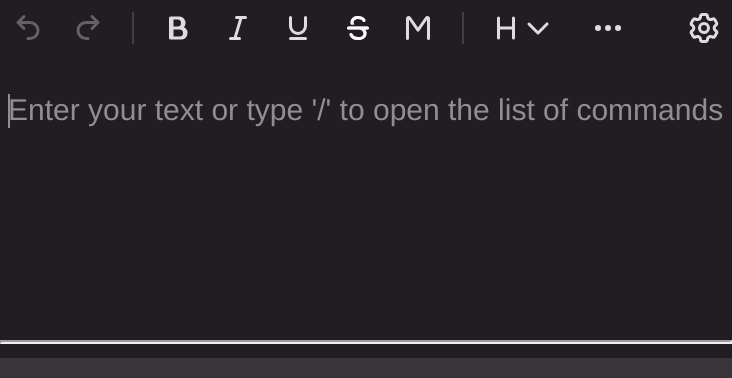 B I U S M H ...
Enter your text or type '/' to open the list of commands